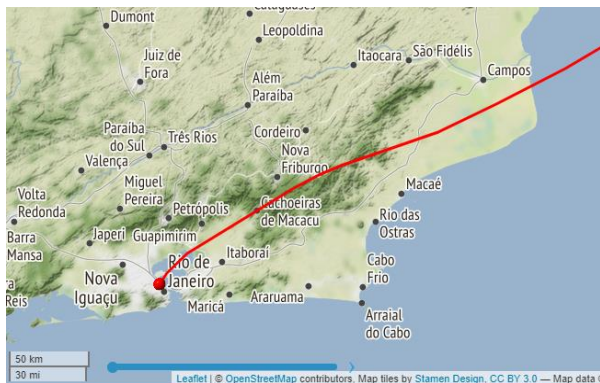 Cataguases
Dumont
Leopoldina
Juiz de
Fora
Itaocara
São Fidélis
Campos
Além
Paraíba
Paraíba
do Sul
Três Rios
Cordeiro
Valença
Nova
Friburgo
Miguel
Pereira
Volta
Redonda
Macaé
Cachoeiras
de Macacu
Petrópolis
Guapimirim
Rio das
Ostras
Barra
Mansa
Japeri
Itaboraí
Rio de
Janeiro
Nova
Iguaçu
Cabo
Frio
Reis
Maricá
Araruama
Arraial
do Cabo
50 km
30 mi
Leaflet | © OpenStreetMap contributors, Map tiles by Stamen Design, CC BY 3.0 — Map data ©